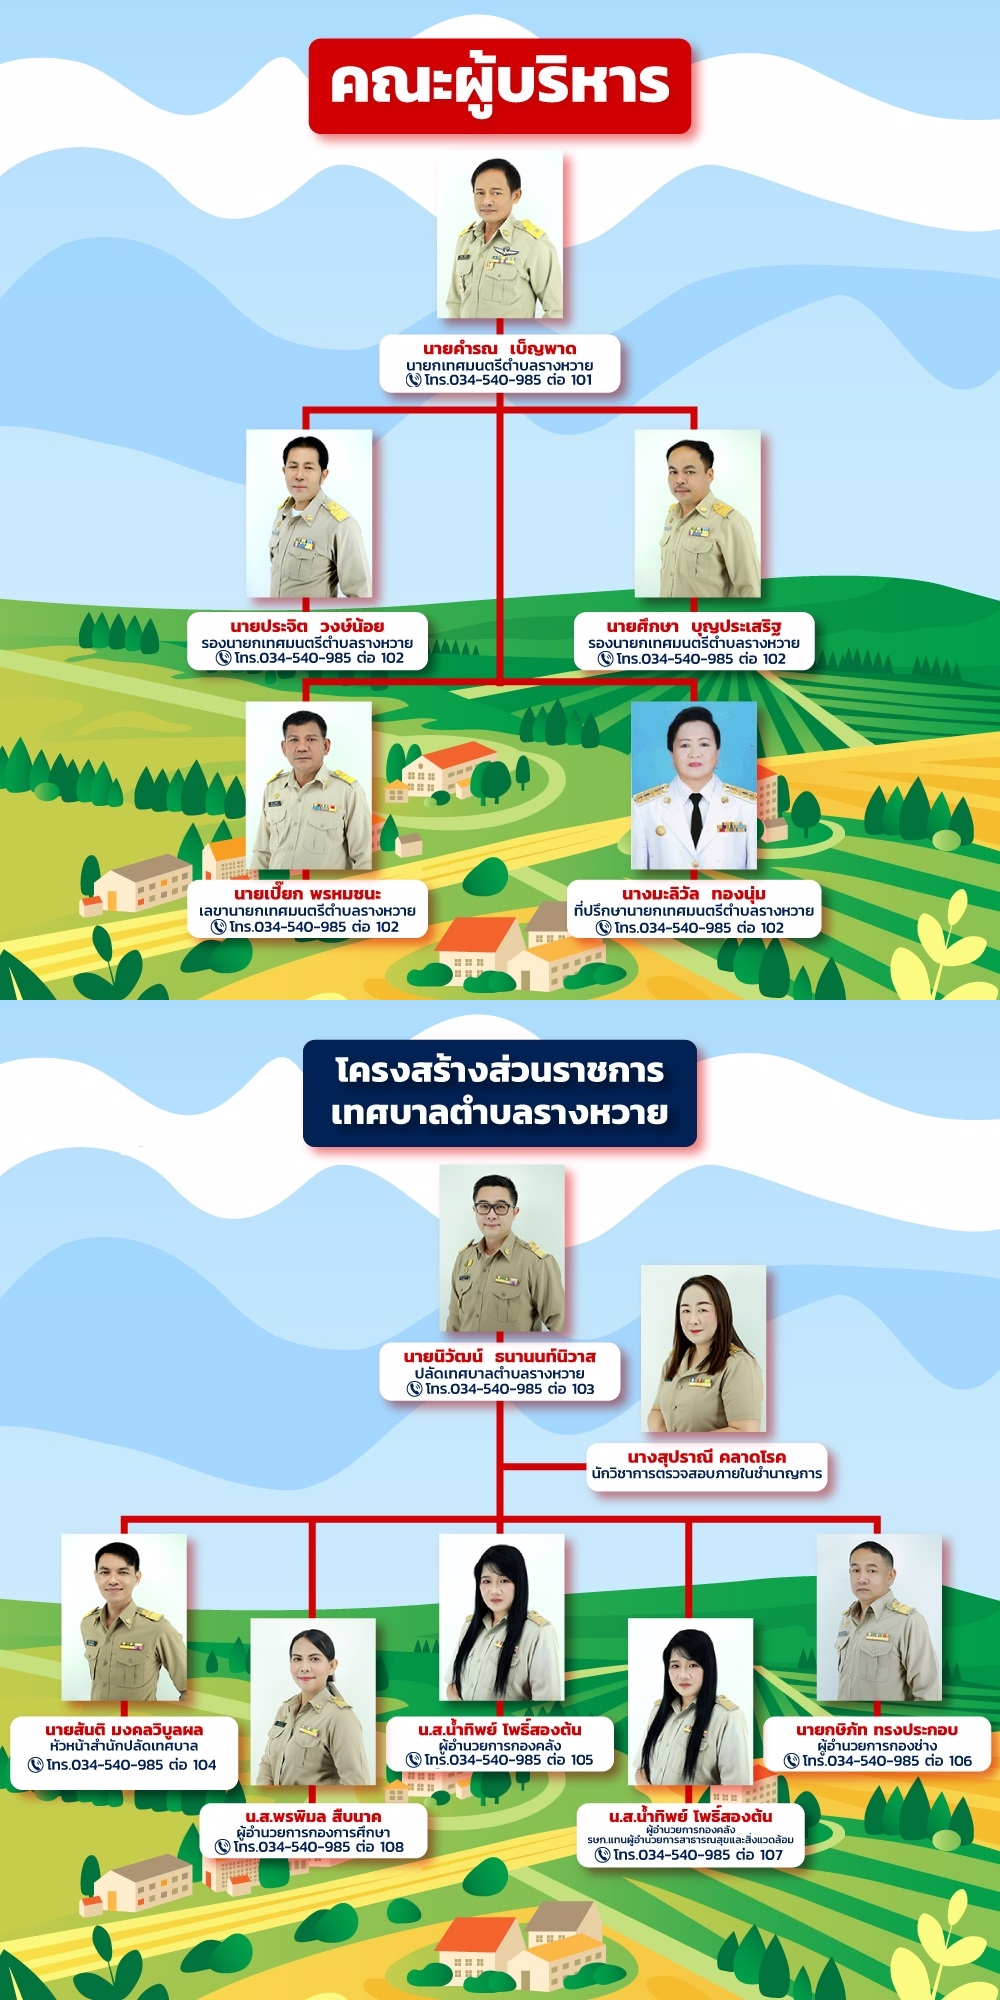 คณะผู้บริหาร
นายคำรณ เบ็ญพาด
นายกเทศมนตรีตำบลรางหวาย
โทร.034-540-985 ต่อ 101
นายประจิต วงษ์น้อย
รองนายกเทศมนตรีตำบลรางหวาย
โทร.034-540-985 ต่อ 102
นายศึกษา บุญประเสริฐ
รองนายกเทศมนตรีตำบลรางหวาย
โทร.034-540-985 ต่อ 102
นายเปี๊ยก พรหมชนะ
เลขานายกเทศมนตรีตำบลรางหวาย
โทร.034-540-985 ต่อ 102
นางมะลิวัล ทองนุ่ม
ที่ปรึกษานายกเทศมนตรีตำบลรางหวาย
โทร.034-540-985 ต่อ 102
โครงสร้างส่วนราชการ
เทศบาลตำบลรางหวาย
นายนิวัฒน์ ธนานนท์นิวาส
ปลัดเทศบาลตำบลรางหวาย
โทร.034-540-985 ต่อ 103
นางสุปราณี คลาดโรค
นักวิชาการตรวจสอบภายในชำนาญการ
นายสันติ มงคลวิบูลผล
หัวหน้าสำนักปลัดเทศบาล
โทร.034-540-985 ต่อ 104
น.ส.พรพิมล สืบนาค
ผู้อำนวยการกองการศึกษา
โทร.034-540-985 ต่อ 108
น.ส.น้ำทิพย์ โพธิ์สองต้น
ผู้อำนวยการกองคลัง
โทร.034-540-985 ต่อ 105
น.ส.น้ำทิพย์ โพธิ์สองต้น
ผู้อำนวยการกองคลัง
รษก.แทนผู้อำนวยการสาธารณสุขและสิ่งแวดล้อม
โทร.034-540-985 ต่อ 107
นายกษิภัท ทรงประกอบ
ผู้อำนวยการกองช่าง
โทร.034-540-985 ต่อ 106